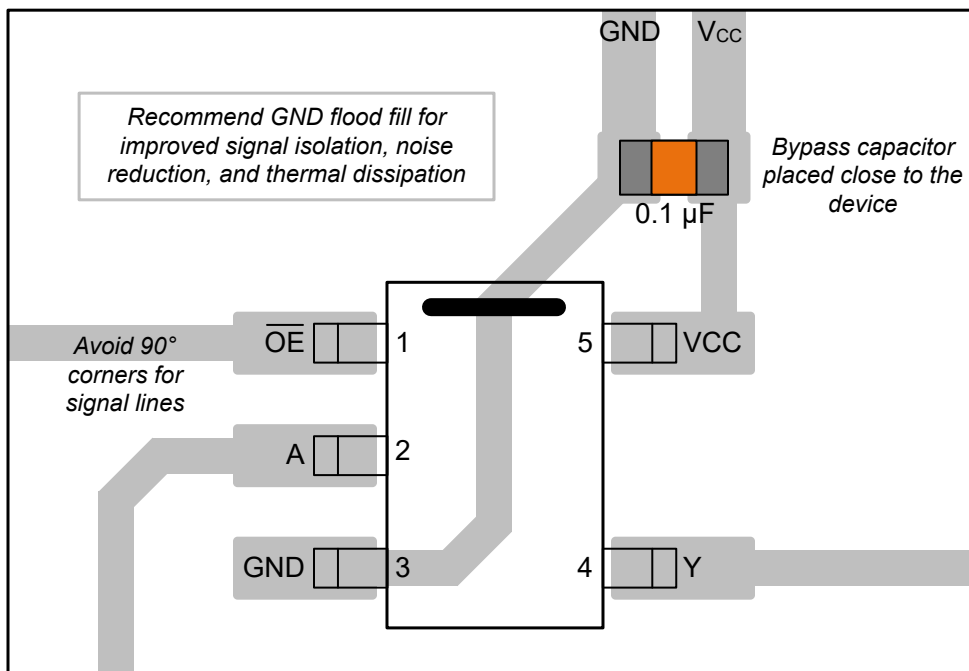 GND
VCC
Recommend GND flood fill for
improved signal isolation, noise
reduction, and thermal dissipation
Bypass capacitor
placed close to the
device
0.1 µF
O̅E̅
1
5
VCC
Avoid 90°
corners for
signal lines
A
2
GND
3
4
Y